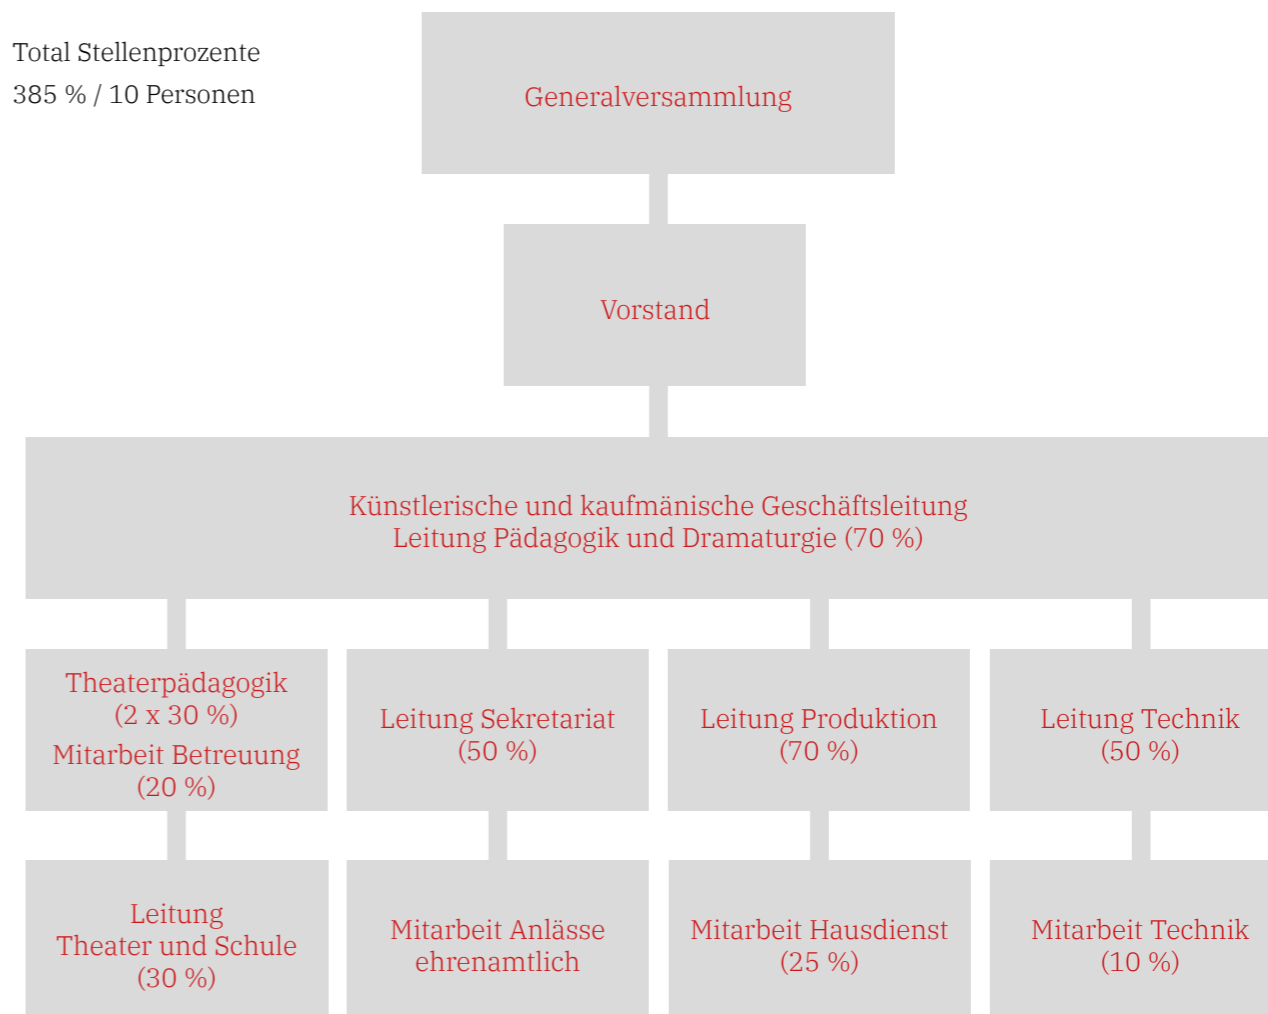 Total Stellenprozente
385 % / 10 Personen
Generalversammlung
Vorstand
Künstlerische und kaufmänische Geschäftsleitung
Leitung Pädagogik und Dramaturgie (70 %)
Theaterpädagogik
(2 x 30 %)
Mitarbeit Betreuung
(20 %)
Leitung Sekretariat
(50 %)
Leitung Produktion
(70 %)
Leitung Technik
(50 %)
Leitung
Theater und Schule
(30 %)
Mitarbeit Anlässe
ehrenamtlich
Mitarbeit Hausdienst
(25 %)
Mitarbeit Technik
(10 %)